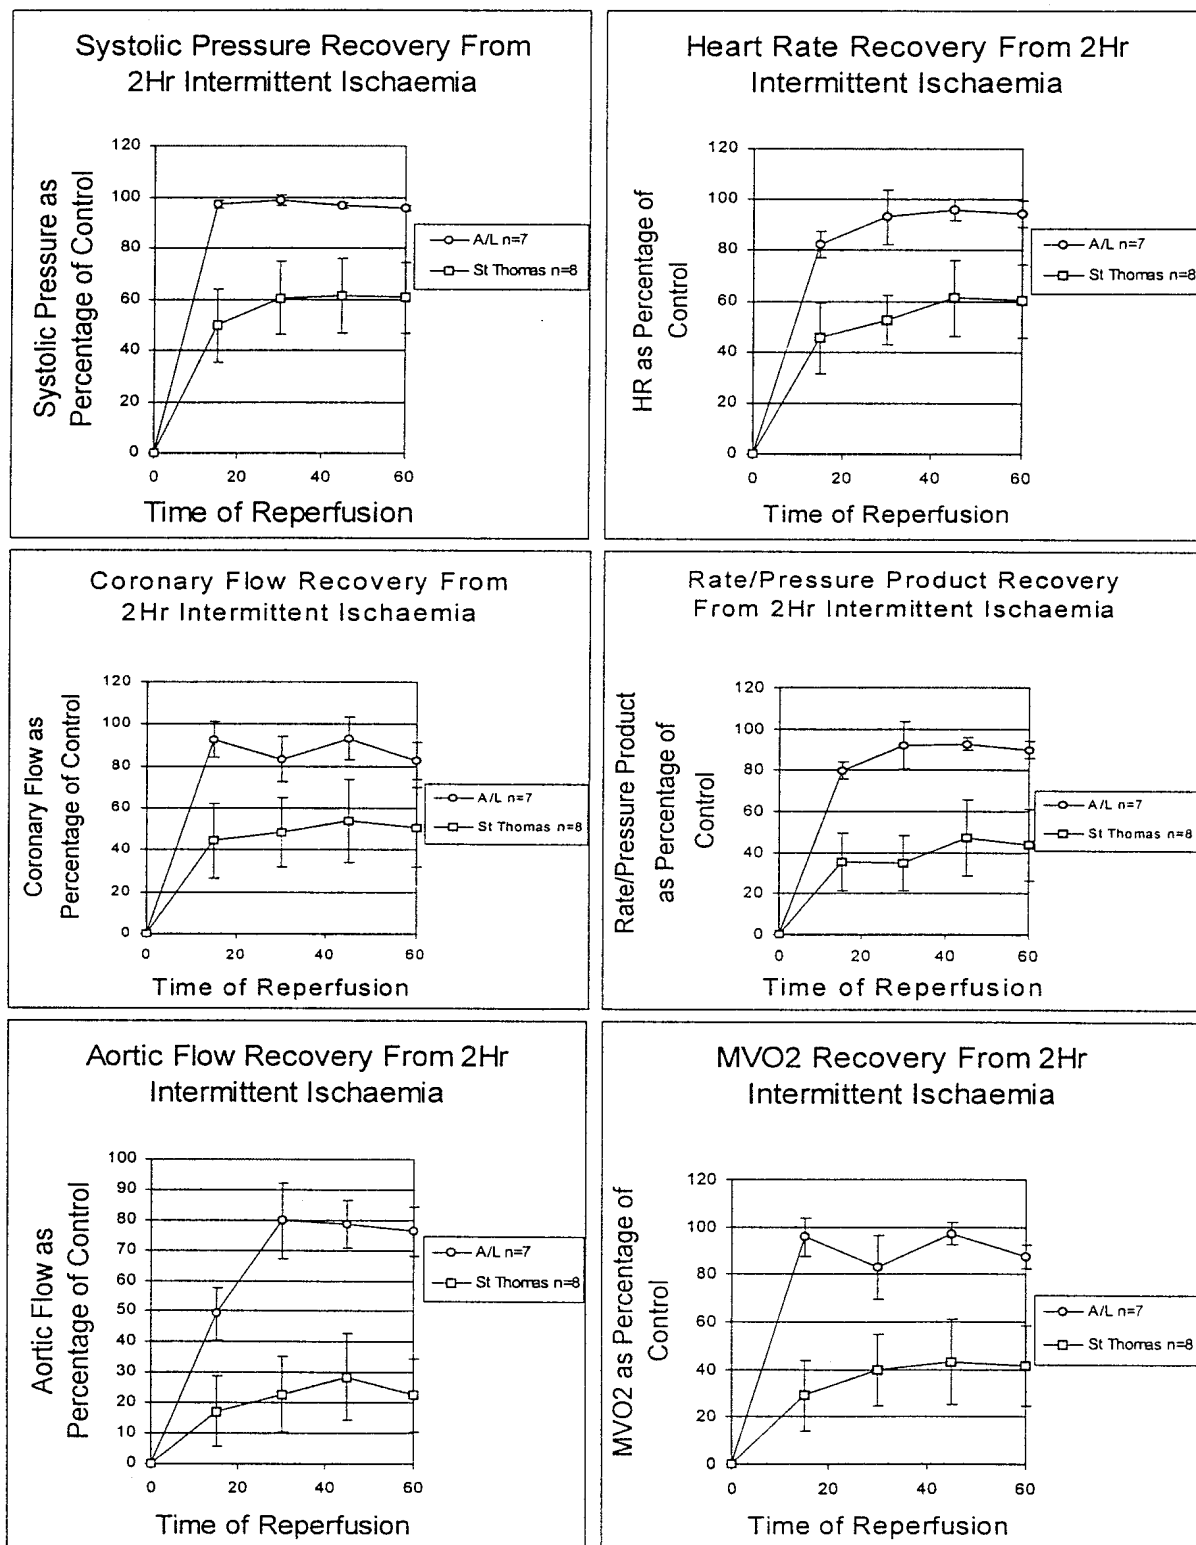 Systolic Pressure Recovery From
2Hr Intermittent Ischaemia
Systolic Pressure as
Percentage of Control
120
100
80
60
40
20
0
0 20 40 60
Time of Reperfusion
A/L n=7
St Thomas n=8
Heart Rate Recovery From 2Hr
Intermittent Ischaemia
HR as Percentage of
Control
120
100
80
60
40
20
0
0 20 40 60
Time of Reperfusion
A/L n=7
St Thomas n=8
Coronary Flow Recovery From
2Hr Intermittent Ischaemia
Coronary Flow as
Percentage of Control
120
100
80
60
40
20
0
0 20 40 60
Time of Reperfusion
A/L n=7
St Thomas n=8
Rate/Pressure Product Recovery
From 2Hr Intermittent Ischaemia
Rate/Pressure Product
as Percentage of
Control
120
100
80
60
40
20
0
0 20 40 60
Time of Reperfusion
A/L n=7
St Thomas n=8
Aortic Flow Recovery From 2Hr
Intermittent Ischaemia
Aortic Flow as
Percentage of Control
100
90
80
70
60
50
40
30
20
10
0
0 20 40 60
Time of Reperfusion
A/L n=7
St Thomas n=8
MVO2 Recovery From 2Hr
Intermittent Ischaemia
MVO2 as Percentage of
Control
120
100
80
60
40
20
0
0 20 40 60
Time of Reperfusion
A/L n=7
St Thomas n=8